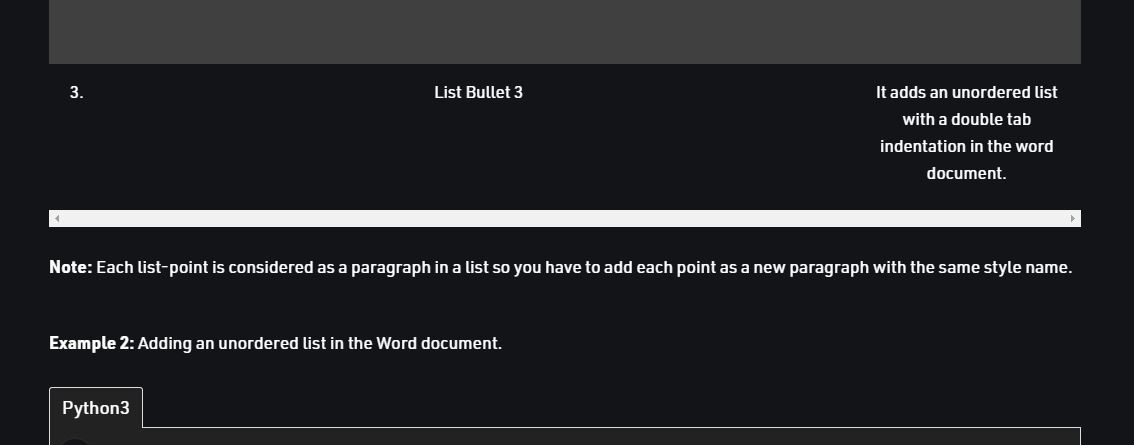 3.
List Bullet 3
It adds an unordered list
with a double tab
indentation in the word
document.
Note: Each list-point is considered as a paragraph in a list so you have to add each point as a new paragraph with the same style name.
Example 2: Adding an unordered list in the Word document.
Python3